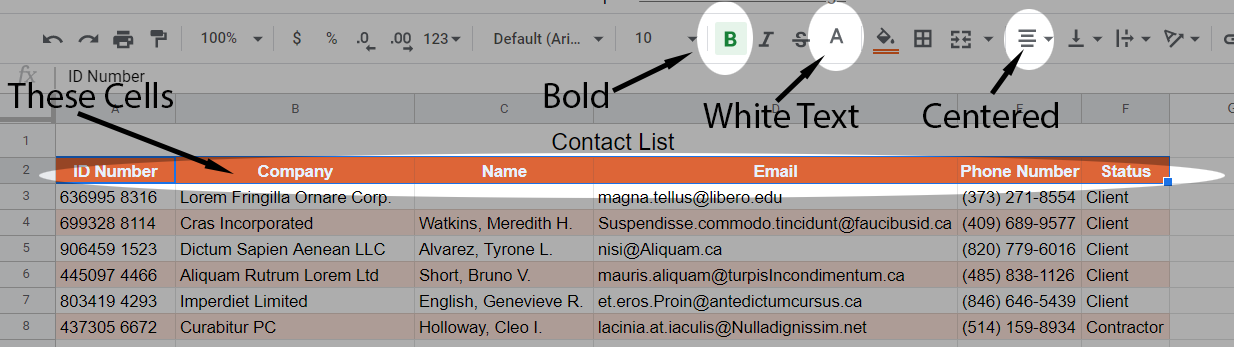 100% $ % .0 .00 123 Default (Ari... 10 B I S A
fx ID Number
These Cells Bold White Text Centered
A B C D E F G
1 Contact List
2 ID Number Company Name Email Phone Number Status
3 636995 8316 Lorem Fringilla Ornare Corp. magna.tellus@libero.edu (373) 271-8554 Client
4 699328 8114 Cras Incorporated Watkins, Meredith H. Suspendisse.commodo.tincidunt@faucibusid.ca (409) 689-9577 Client
5 906459 1523 Dictum Sapien Aenean LLC Alvarez, Tyrone L. nisi@Aliquam.ca (820) 779-6016 Client
6 445097 4466 Aliquam Rutrum Lorem Ltd Short, Bruno V. mauris.aliquam@turpisIncondimentum.ca (485) 838-1126 Client
7 803419 4293 Imperdiet Limited English, Genevieve R. et.eros.Proin@antedictumcursus.ca (846) 646-5439 Client
8 437305 6672 Curabitur PC Holloway, Cleo I. lacinia.at.iaculis@Nulladignissim.net (514) 159-8934 Contractor